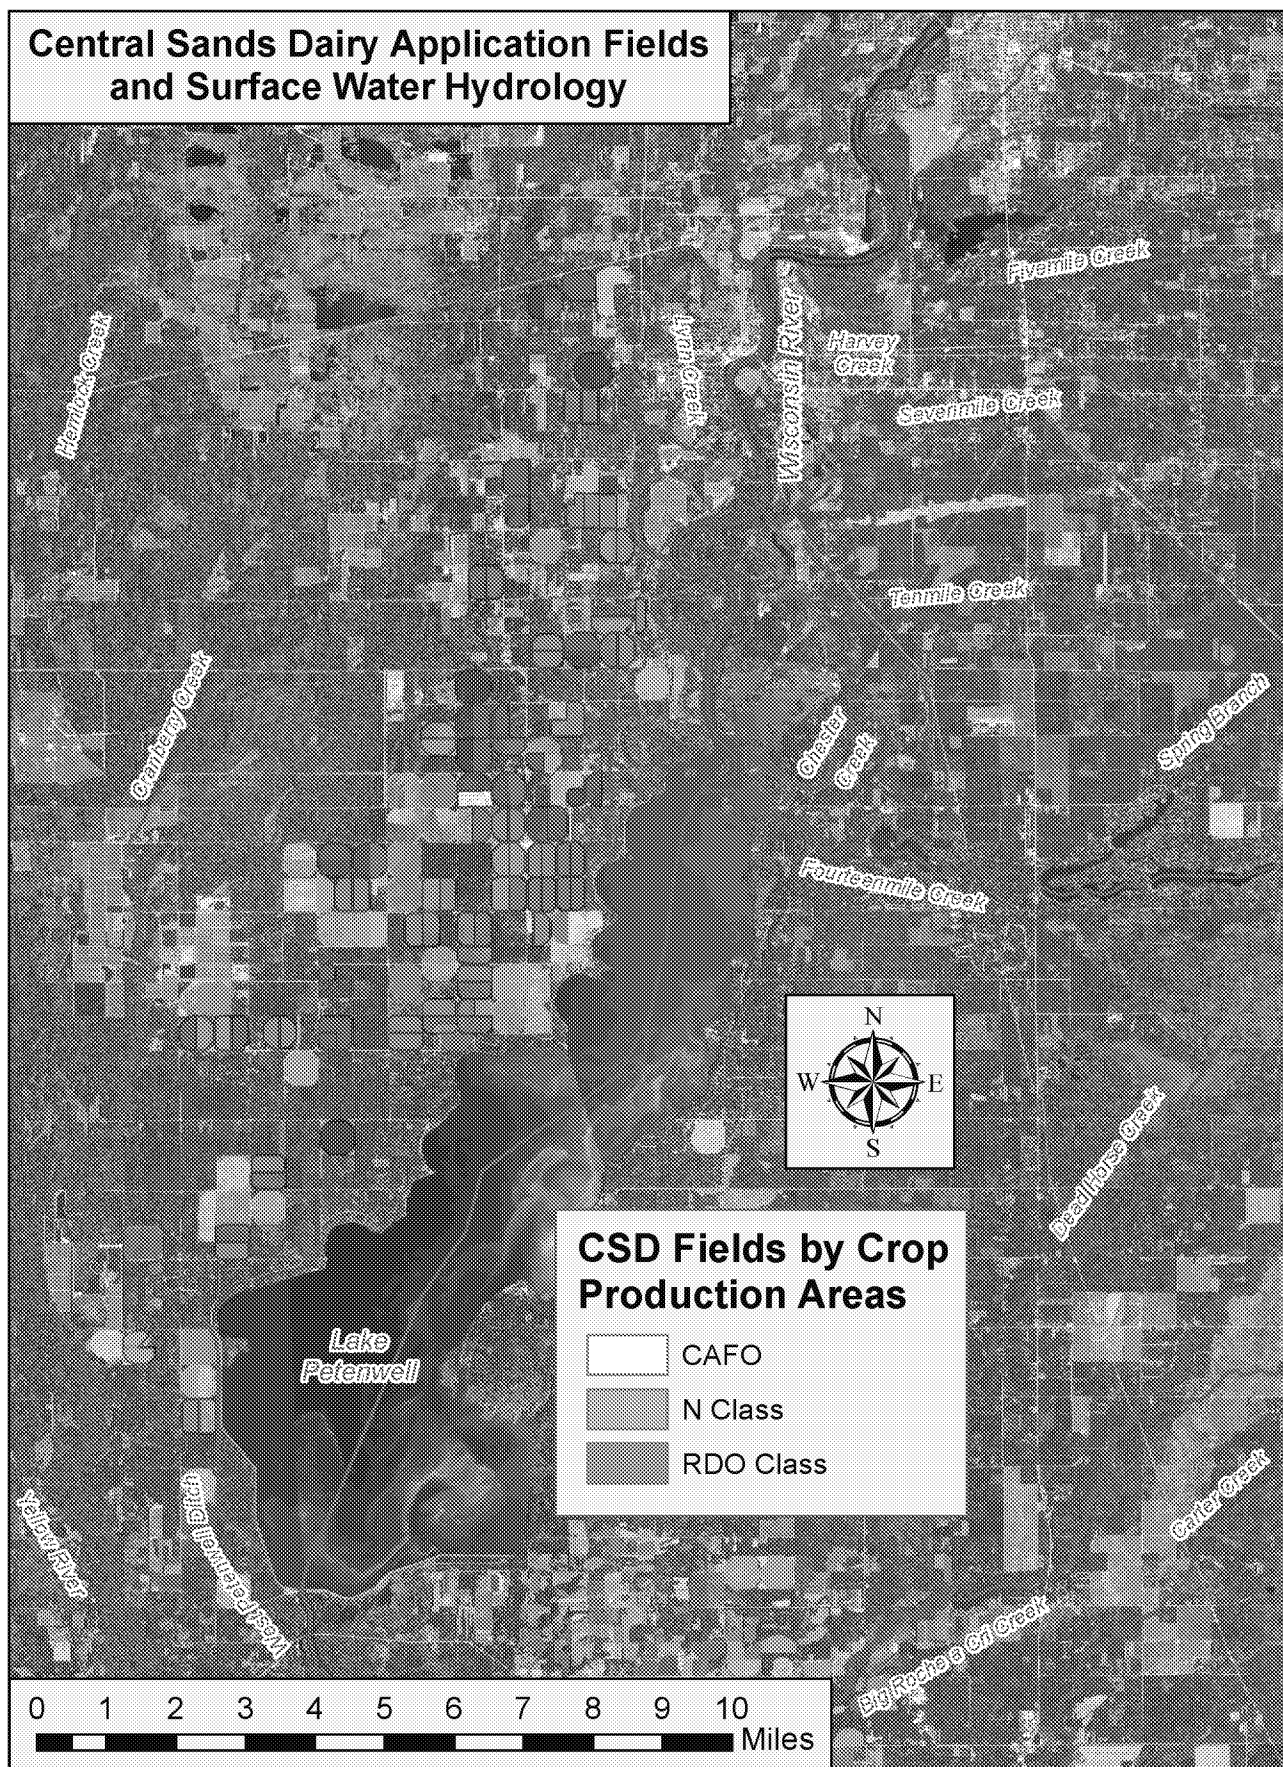 Central Sands Dairy Application Fields
and Surface Water Hydrology
Fivemile Creek
Hemlock Creek
Lynn Creek
Wisconsin River
Harvey
Creek
Sevenmile Creek
Tenmile Creek
Cranberry Creek
Chester
Creek
Spring Branch
Fourteenmile Creek
N
W
E
S
Dead Horse Creek
CSD Fields by Crop
Production Areas
CAFO
N Class
RDO Class
Lake
Petenwell
Yellow River
West Petenwell Ditch
Carter Creek
Big Roche a Cri Creek
0 1 2 3 4 5 6 7 8 9 10
Miles